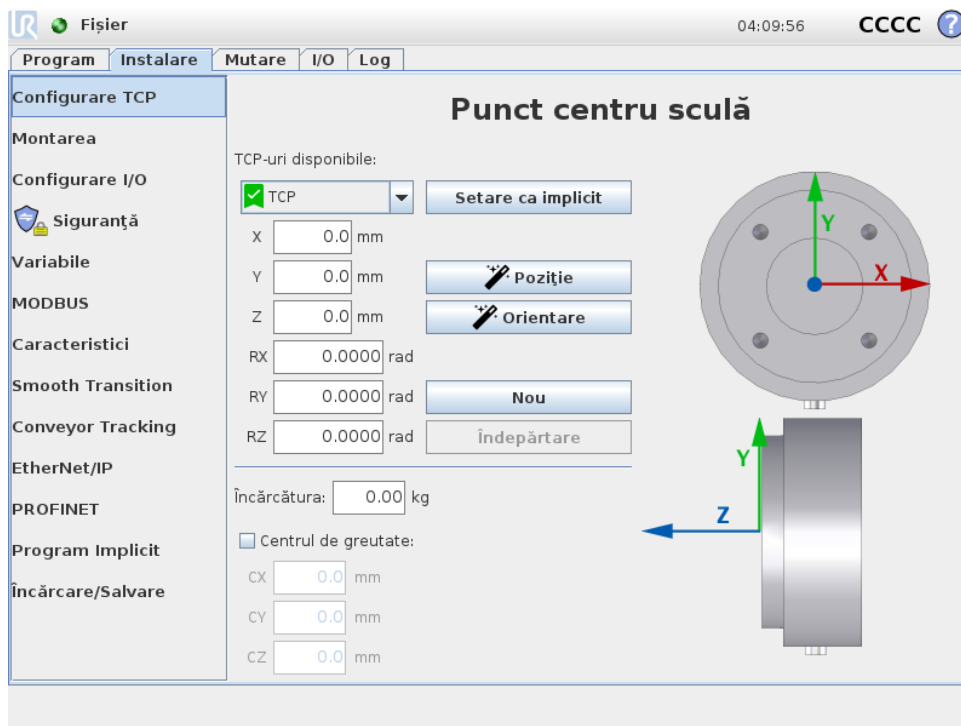 UR Fișier 04:09:56 CCCC ?
Program Instalare Mutare I/O Log
Configurare TCP
Montarea
Configurare I/O
Siguranţă
Variabile
MODBUS
Caracteristici
Smooth Transition
Conveyor Tracking
EtherNet/IP
PROFINET
Program Implicit
Încărcare/Salvare
Punct centru sculă
TCP-uri disponibile:
TCP Setare ca implicit
X 0.0 mm
Y 0.0 mm Poziţie
Z 0.0 mm Orientare
RX 0.0000 rad
RY 0.0000 rad Nou
RZ 0.0000 rad Îndepărtare
Încărcătura: 0.00 kg
Centrul de greutate:
CX 0.0 mm
CY 0.0 mm
CZ 0.0 mm
Y
X
Y
Z